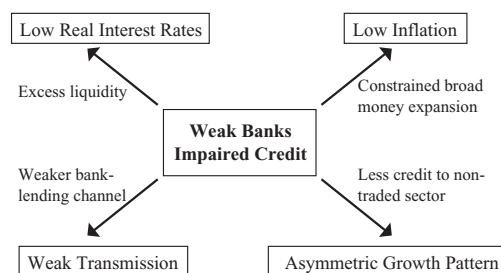 Low Real Interest Rates
Low Inflation
Excess liquidity
Constrained broad
money expansion
Weak Banks
Impaired Credit
Weaker bank-
lending channel
Less credit to non-
traded sector
Weak Transmission
Asymmetric Growth Pattern